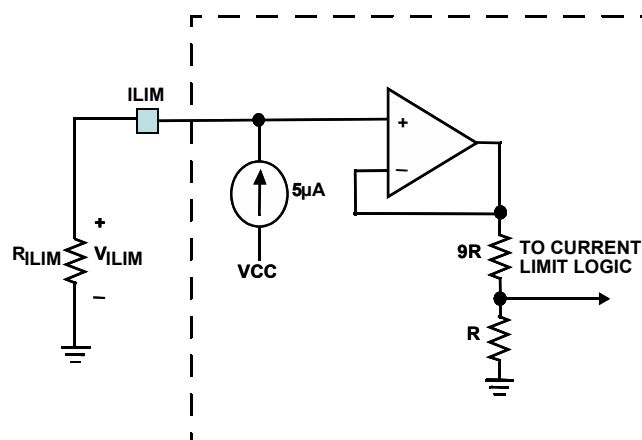 ILIM
+
−
5µA
VCC
+
RILIM
VILIM
−
9R
TO CURRENT
LIMIT LOGIC
R